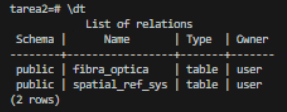 tarea2=# \dt
List of relations
Schema | Name | Type | Owner
--------+-----------------+-------+-------
public | fibra_optica | table | user
public | spatial_ref_sys | table | user
(2 rows)